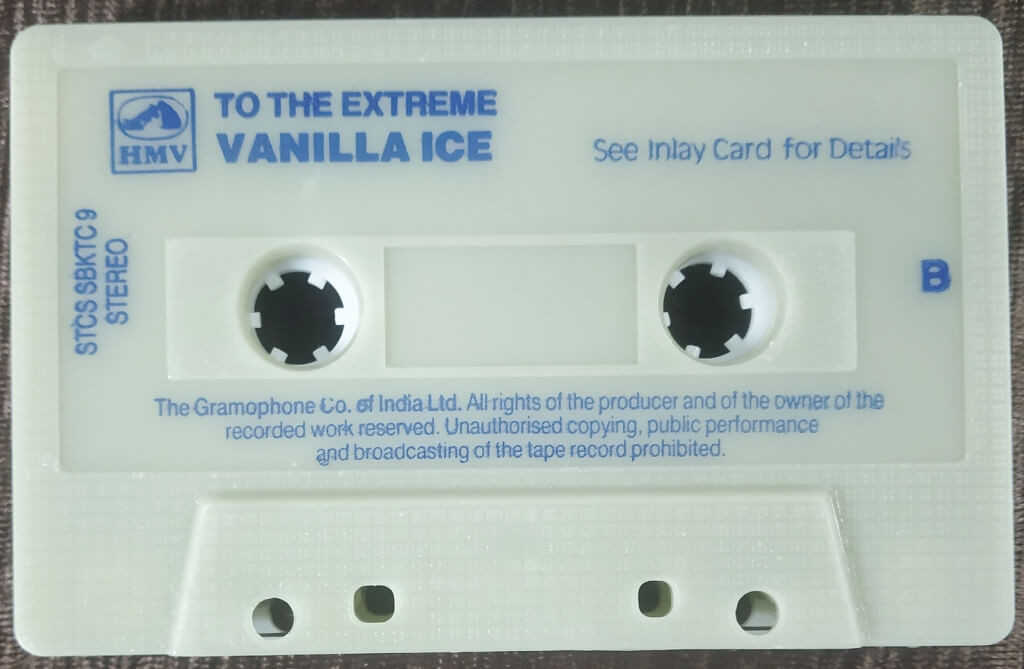 HMV
TO THE EXTREME
VANILLA ICE
See Inlay Card for Details
STCS SBKTC 9
STEREO
B
The Gramophone Co. of India Ltd. All rights of the producer and of the owner of the
recorded work reserved. Unauthorised copying, public performance
and broadcasting of the tape record prohibited.